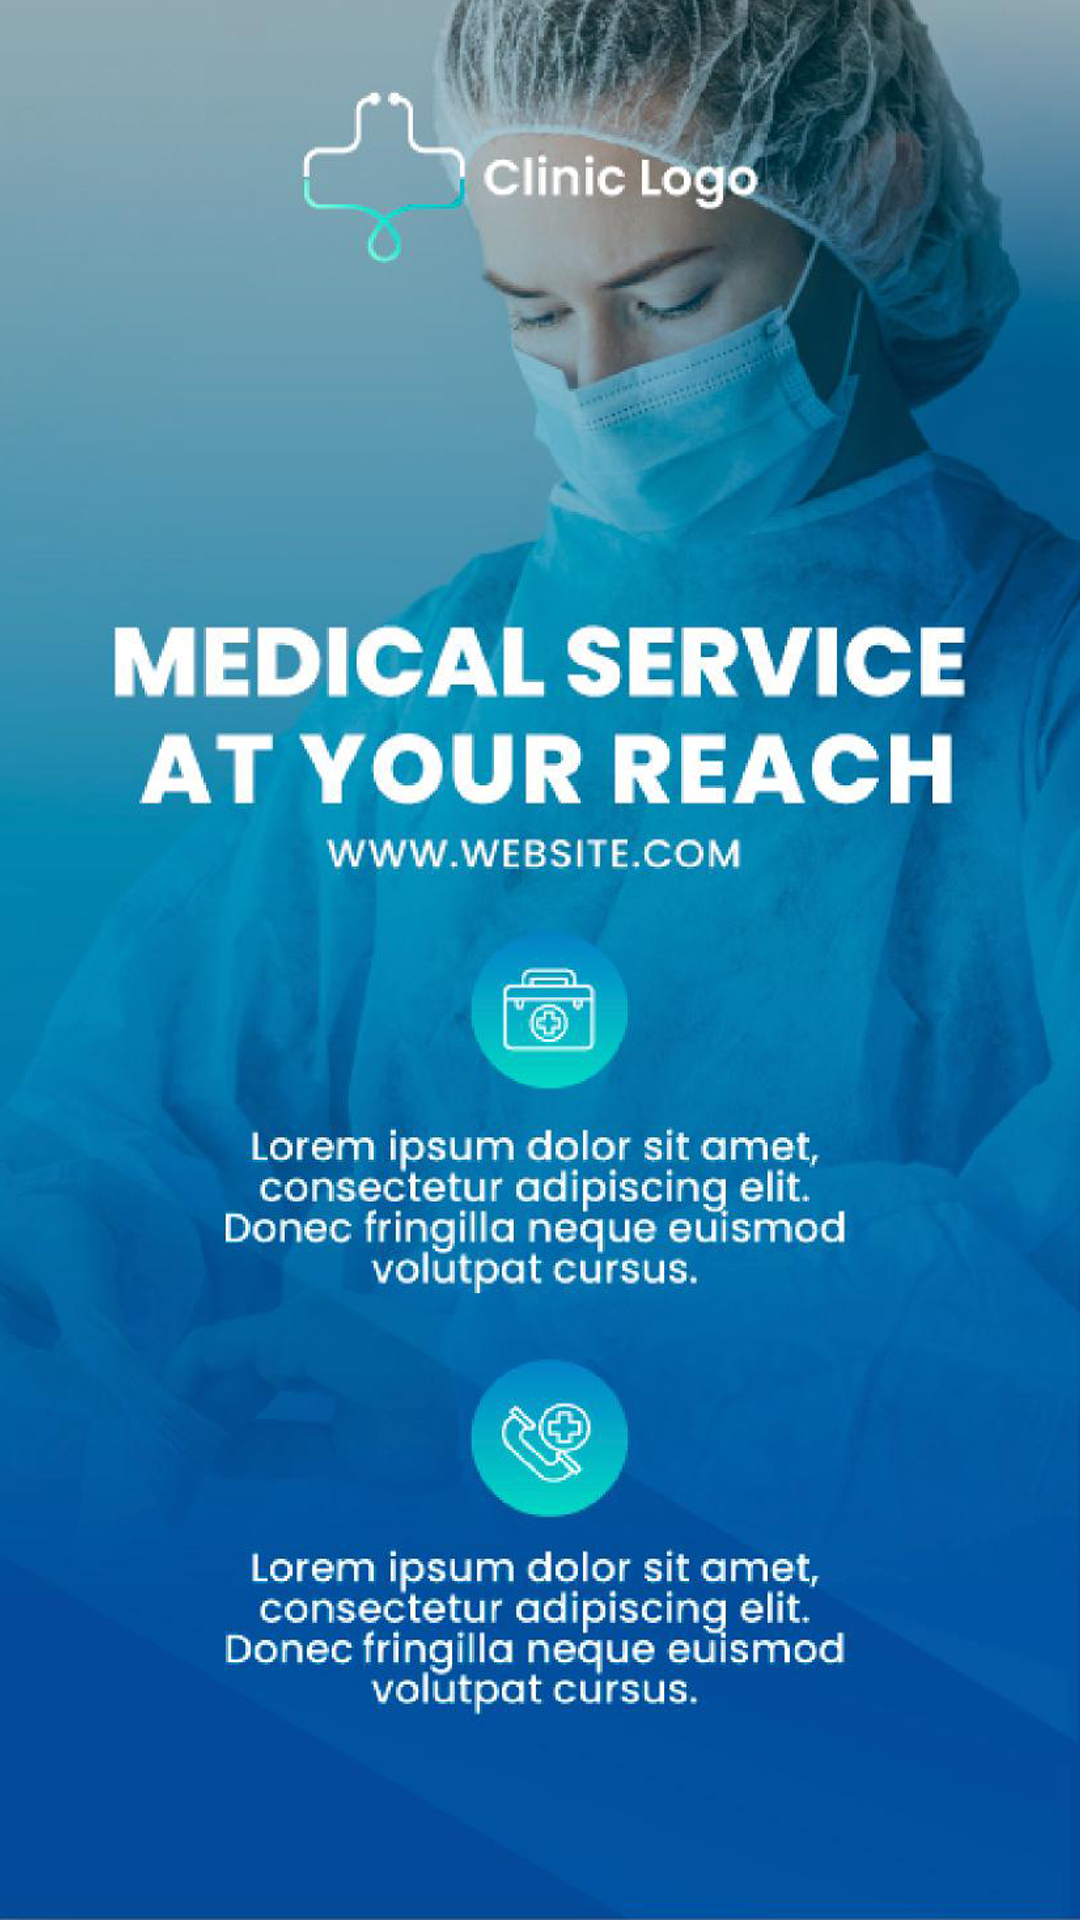 Clinic Logo
MEDICAL SERVICE
AT YOUR REACH
WWW.WEBSITE.COM
Lorem ipsum dolor sit amet,
consectetur adipiscing elit.
Donec fringilla neque euismod
volutpat cursus.
Lorem ipsum dolor sit amet,
consectetur adipiscing elit.
Donec fringilla neque euismod
volutpat cursus.